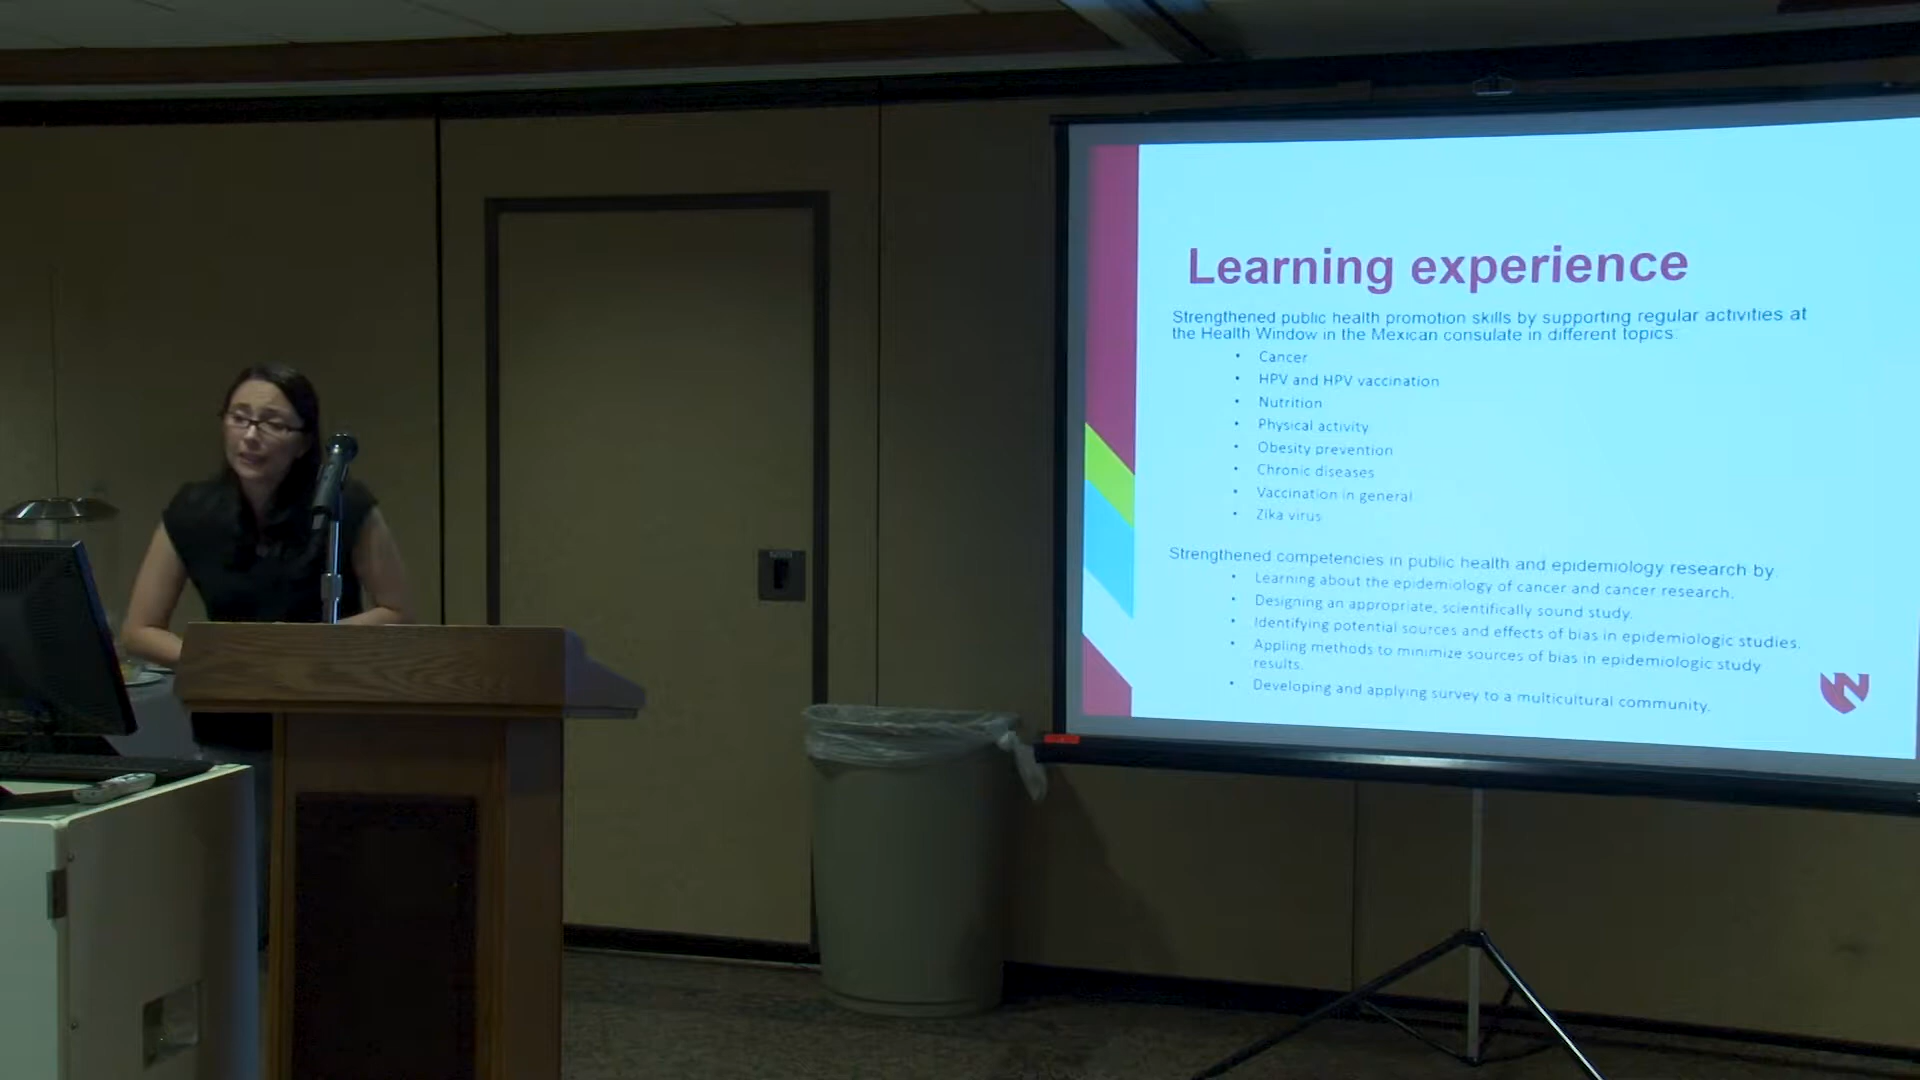 Learning experience
Strengthened public health promotion skills by supporting regular activities at
the Health Window in the Mexican consulate in different topics:
• Cancer
• HPV and HPV vaccination
• Nutrition
• Physical activity
• Obesity prevention
• Chronic diseases
• Vaccination in general
• Zika virus
Strengthened competencies in public health and epidemiology research by:
• Learning about the epidemiology of cancer and cancer research.
• Designing an appropriate, scientifically sound study.
• Identifying potential sources and effects of bias in epidemiologic studies.
• Appling methods to minimize sources of bias in epidemiologic study
results.
• Developing and applying survey to a multicultural community.